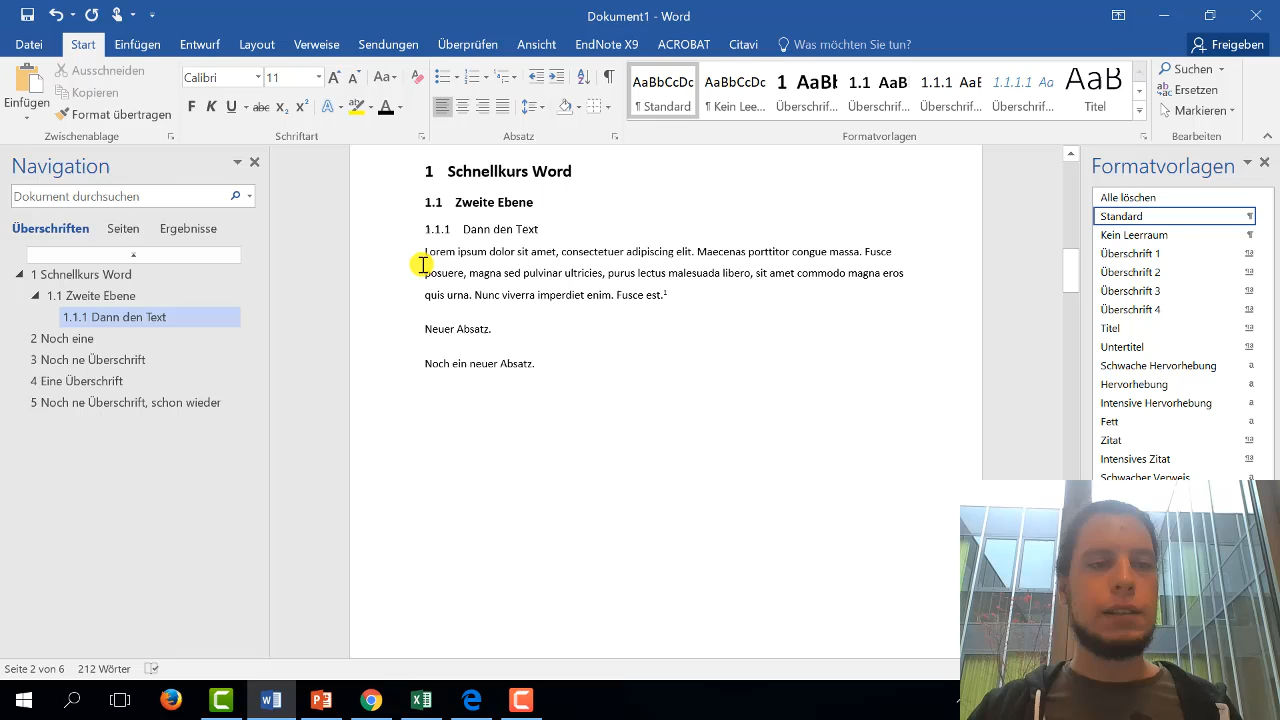 Dokument1 - Word
Datei Start Einfügen Entwurf Layout Verweise Sendungen Überprüfen Ansicht EndNote X9 ACROBAT Citavi Was möchten Sie tun? Freigeben
Einfügen
Ausschneiden
Kopieren
Format übertragen
Zwischenablage
Calibri 11
F K U abc x₂ x²
Schriftart
Absatz
AaBbCcDc AaBbCcDc 1 AaBb 1.1 AaB 1.1.1 AaB 1.1.1.1 Aa AaB
¶ Standard ¶ Kein Lee... Überschrif... Überschrif... Überschrif... Überschrif... Titel
Formatvorlagen
Suchen
Ersetzen
Markieren
Bearbeiten
Navigation
Dokument durchsuchen
Überschriften Seiten Ergebnisse
1 Schnellkurs Word
1.1 Zweite Ebene
1.1.1 Dann den Text
2 Noch eine
3 Noch ne Überschrift
4 Eine Überschrift
5 Noch ne Überschrift, schon wieder
1 Schnellkurs Word
1.1 Zweite Ebene
1.1.1 Dann den Text
Lorem ipsum dolor sit amet, consectetuer adipiscing elit. Maecenas porttitor congue massa. Fusce
posuere, magna sed pulvinar ultricies, purus lectus malesuada libero, sit amet commodo magna eros
quis urna. Nunc viverra imperdiet enim. Fusce est.¹
Neuer Absatz.
Noch ein neuer Absatz.
Formatvorlagen
Alle löschen
Standard
Kein Leerraum
Überschrift 1
Überschrift 2
Überschrift 3
Überschrift 4
Titel
Untertitel
Schwache Hervorhebung
Hervorhebung
Intensive Hervorhebung
Fett
Zitat
Intensives Zitat
Schwacher Verweis
Seite 2 von 6 212 Wörter